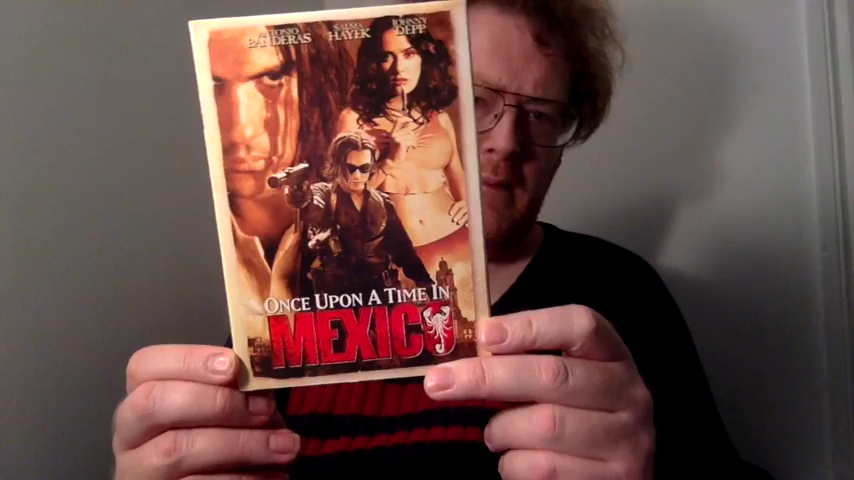 ANTONIO BANDERAS
SALMA HAYEK
JOHNNY DEPP
ONCE UPON A TIME IN
MEXICO